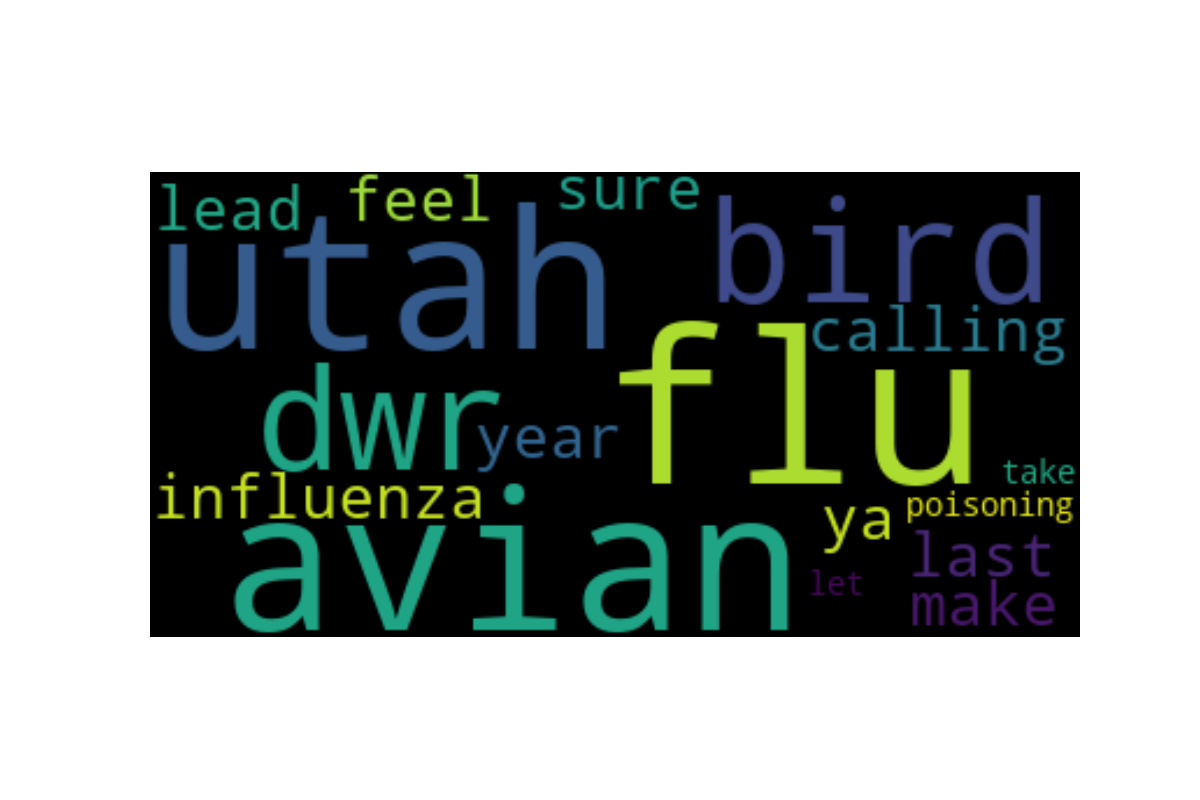 lead feel sure
utah bird
calling
flu
dwr
year
take
influenza
poisoning
ya
avian
last
let
make